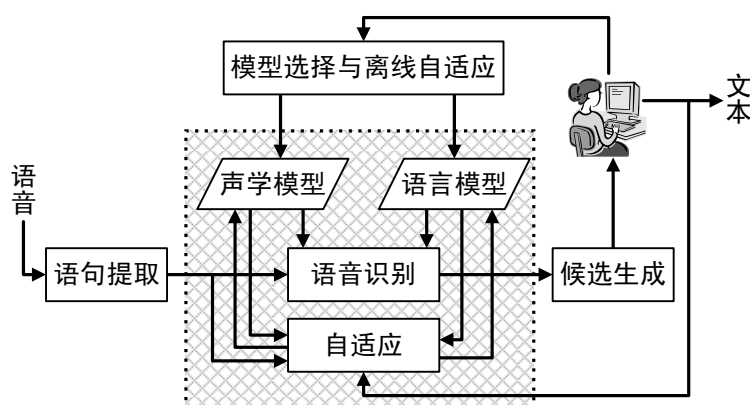 模型选择与离线自适应
文本
声学模型
语言模型
语音
语句提取
语音识别
候选生成
自适应